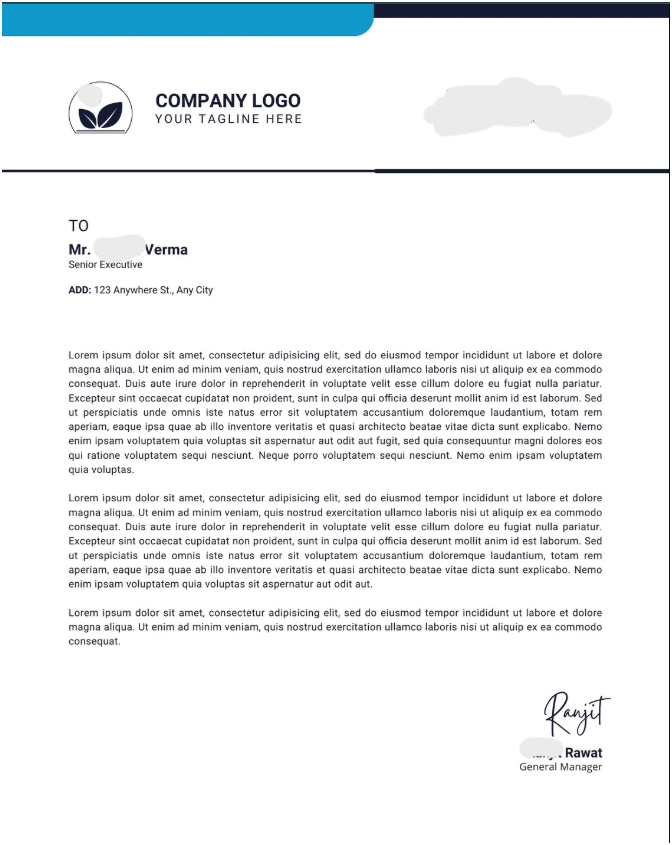 COMPANY LOGO
YOUR TAGLINE HERE
TO
Mr. Verma
Senior Executive
ADD: 123 Anywhere St., Any City
Lorem ipsum dolor sit amet, consectetur adipisicing elit, sed do eiusmod tempor incididunt ut labore et dolore
magna aliqua. Ut enim ad minim veniam, quis nostrud exercitation ullamco laboris nisi ut aliquip ex ea commodo
consequat. Duis aute irure dolor in reprehenderit in voluptate velit esse cillum dolore eu fugiat nulla pariatur.
Excepteur sint occaecat cupidatat non proident, sunt in culpa qui officia deserunt mollit anim id est laborum. Sed
ut perspiciatis unde omnis iste natus error sit voluptatem accusantium doloremque laudantium, totam rem
aperiam, eaque ipsa quae ab illo inventore veritatis et quasi architecto beatae vitae dicta sunt explicabo. Nemo
enim ipsam voluptatem quia voluptas sit aspernatur aut odit aut fugit, sed quia consequuntur magni dolores eos
qui ratione voluptatem sequi nesciunt. Neque porro voluptatem sequi nesciunt. Nemo enim ipsam voluptatem
quia voluptas.
Lorem ipsum dolor sit amet, consectetur adipisicing elit, sed do eiusmod tempor incididunt ut labore et dolore
magna aliqua. Ut enim ad minim veniam, quis nostrud exercitation ullamco laboris nisi ut aliquip ex ea commodo
consequat. Duis aute irure dolor in reprehenderit in voluptate velit esse cillum dolore eu fugiat nulla pariatur.
Excepteur sint occaecat cupidatat non proident, sunt in culpa qui officia deserunt mollit anim id est laborum. Sed
ut perspiciatis unde omnis iste natus error sit voluptatem accusantium doloremque laudantium, totam rem
aperiam, eaque ipsa quae ab illo inventore veritatis et quasi architecto beatae vitae dicta sunt explicabo. Nemo
enim ipsam voluptatem quia voluptas sit aspernatur aut odit aut.
Lorem ipsum dolor sit amet, consectetur adipisicing elit, sed do eiusmod tempor incididunt ut labore et dolore
magna aliqua. Ut enim ad minim veniam, quis nostrud exercitation ullamco laboris nisi ut aliquip ex ea commodo
consequat.
Ranjit
Rawat
General Manager